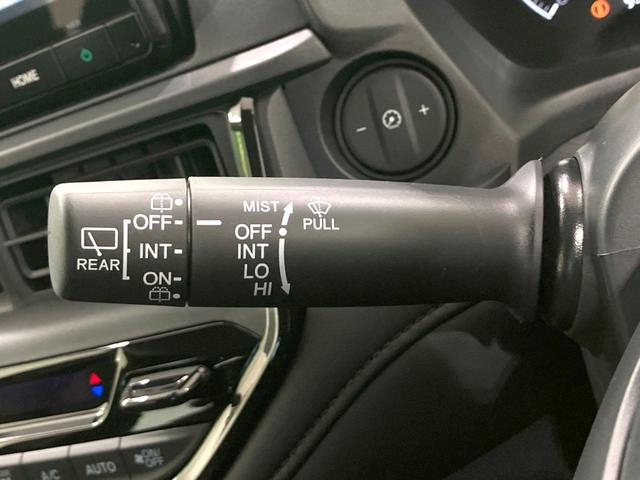 HOME
− +
OFF
INT
ON
REAR
MIST
OFF
INT
LO
HI
PULL
A/C
AUTO
ON/
OFF